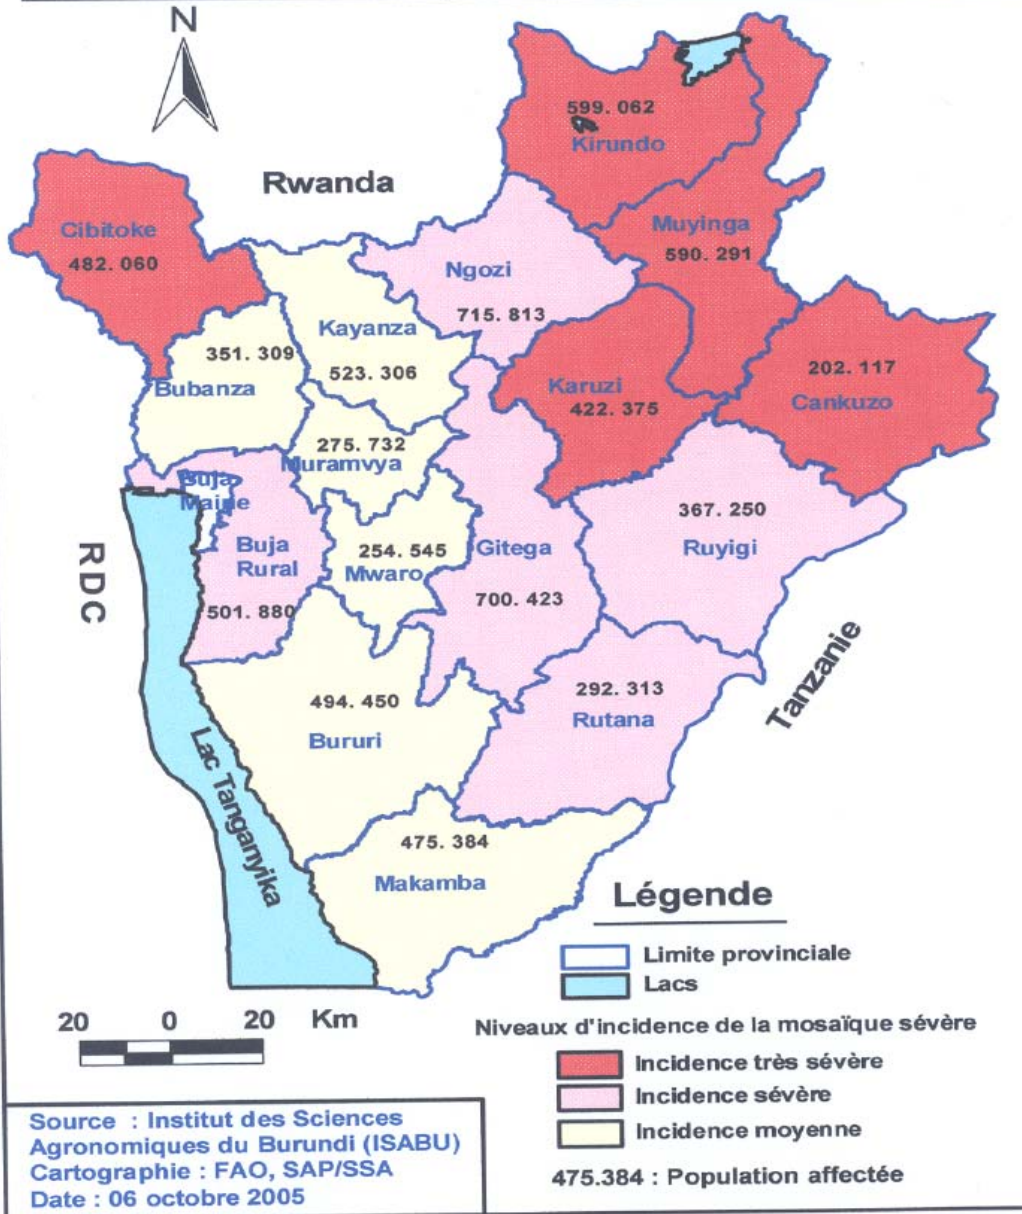 N
599. 062
Kirundo
Rwanda
Cibitoke
482. 060
Muyinga
590. 291
Ngozi
715. 813
Kayanza
523. 306
351. 309
Bubanza
Karuzi
422. 375
202. 117
Cankuzo
275. 732
Muramvya
Buja
Maine
Buja
Rural
501. 880
254. 545
Mwaro
Gitega
700. 423
367. 250
Ruyigi
RDC
Tanzanie
292. 313
Rutana
494. 450
Bururi
Lac Tanganyika
475. 384
Makamba
Légende
Limite provinciale
Lacs
20 0 20 Km
Niveaux d'incidence de la mosaïque sévère
Incidence très sévère
Incidence sévère
Incidence moyenne
475.384 : Population affectée
Source : Institut des Sciences
Agronomiques du Burundi (ISABU)
Cartographie : FAO, SAP/SSA
Date : 06 octobre 2005